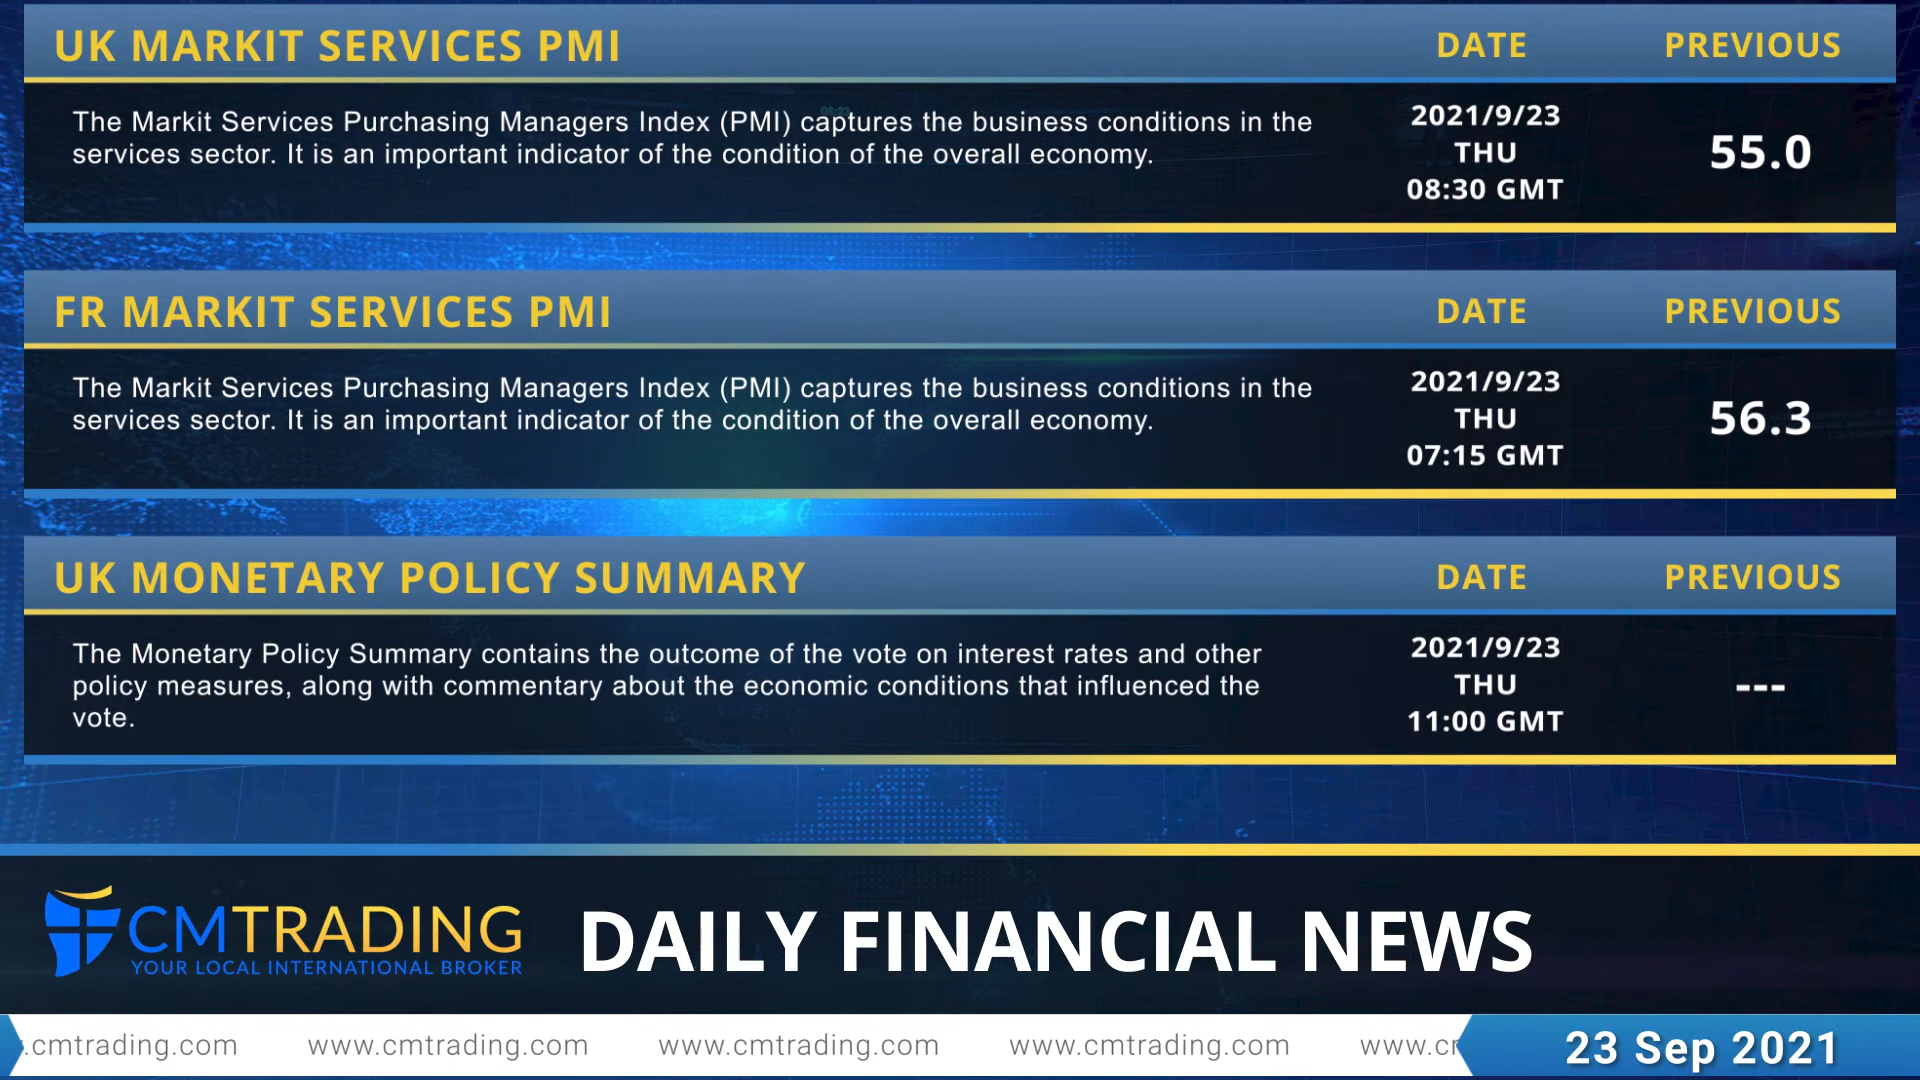 UK MARKIT SERVICES PMI DATE PREVIOUS
The Markit Services Purchasing Managers Index (PMI) captures the business conditions in the
services sector. It is an important indicator of the condition of the overall economy.
2021/9/23
THU
08:30 GMT
55.0
FR MARKIT SERVICES PMI DATE PREVIOUS
The Markit Services Purchasing Managers Index (PMI) captures the business conditions in the
services sector. It is an important indicator of the condition of the overall economy.
2021/9/23
THU
07:15 GMT
56.3
UK MONETARY POLICY SUMMARY DATE PREVIOUS
The Monetary Policy Summary contains the outcome of the vote on interest rates and other
policy measures, along with commentary about the economic conditions that influenced the
vote.
2021/9/23
THU
11:00 GMT
---
CMTRADING
YOUR LOCAL INTERNATIONAL BROKER
DAILY FINANCIAL NEWS
.cmtrading.com www.cmtrading.com www.cmtrading.com www.cmtrading.com www.c
23 Sep 2021